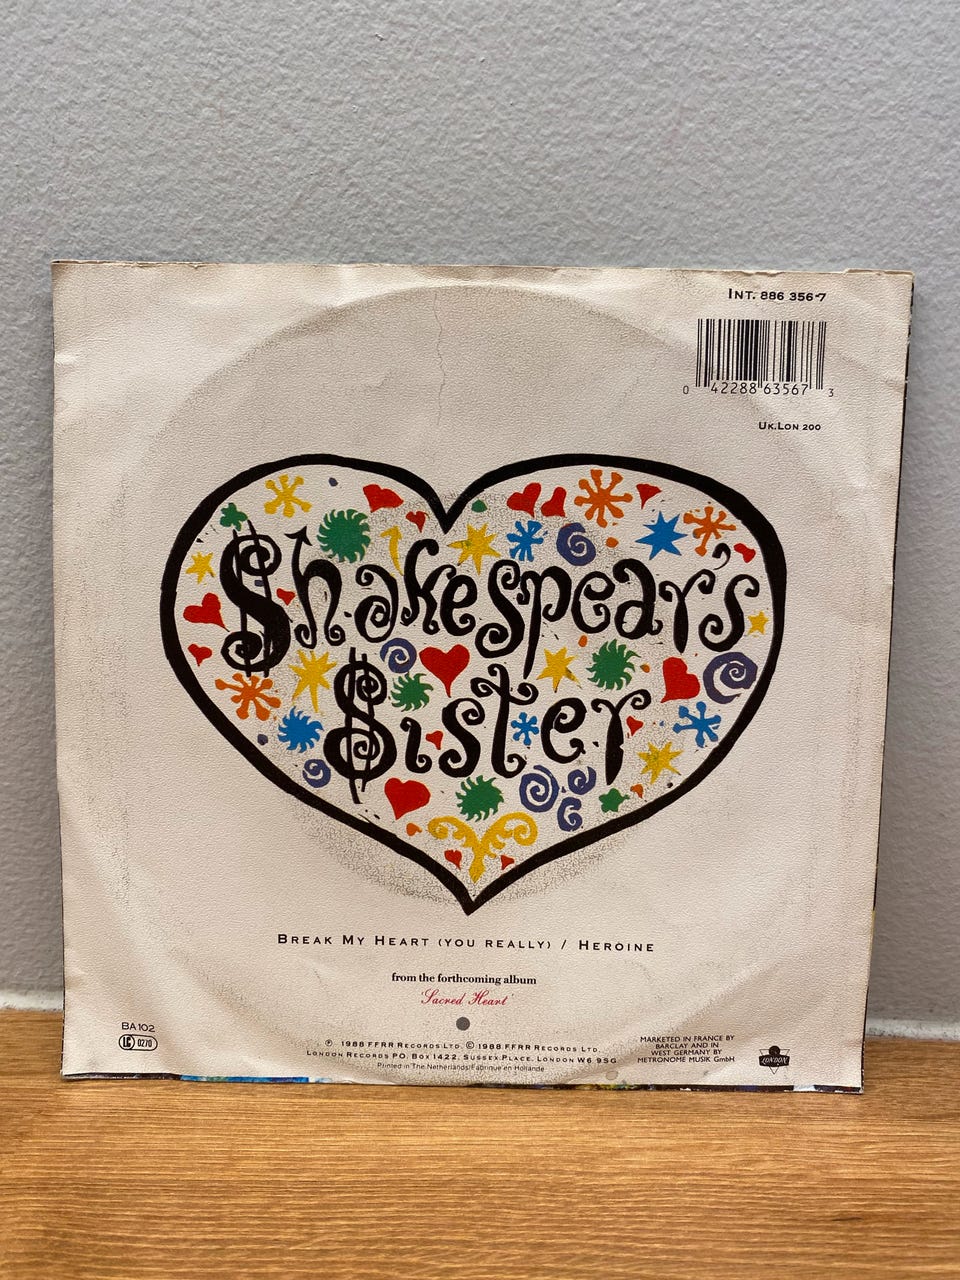 INT. 886 356-7
0 42288 63567 3
UK.LON 200
Shakespear's
Sister
BREAK MY HEART (YOU REALLY) / HEROINE
from the forthcoming album
'Sacred Heart'
BA 102
LC 0270
℗ 1988 FFRR RECORDS LTD. © 1988 FFRR RECORDS LTD.
LONDON RECORDS PO. BOX 1422, SUSSEX PLACE, LONDON W6 9SG
Printed in The Netherlands/Fabriqué en Hollande
MARKETED IN FRANCE BY
BARCLAY AND IN
WEST GERMANY BY
METRONOME MUSIK GmbH
LONDON